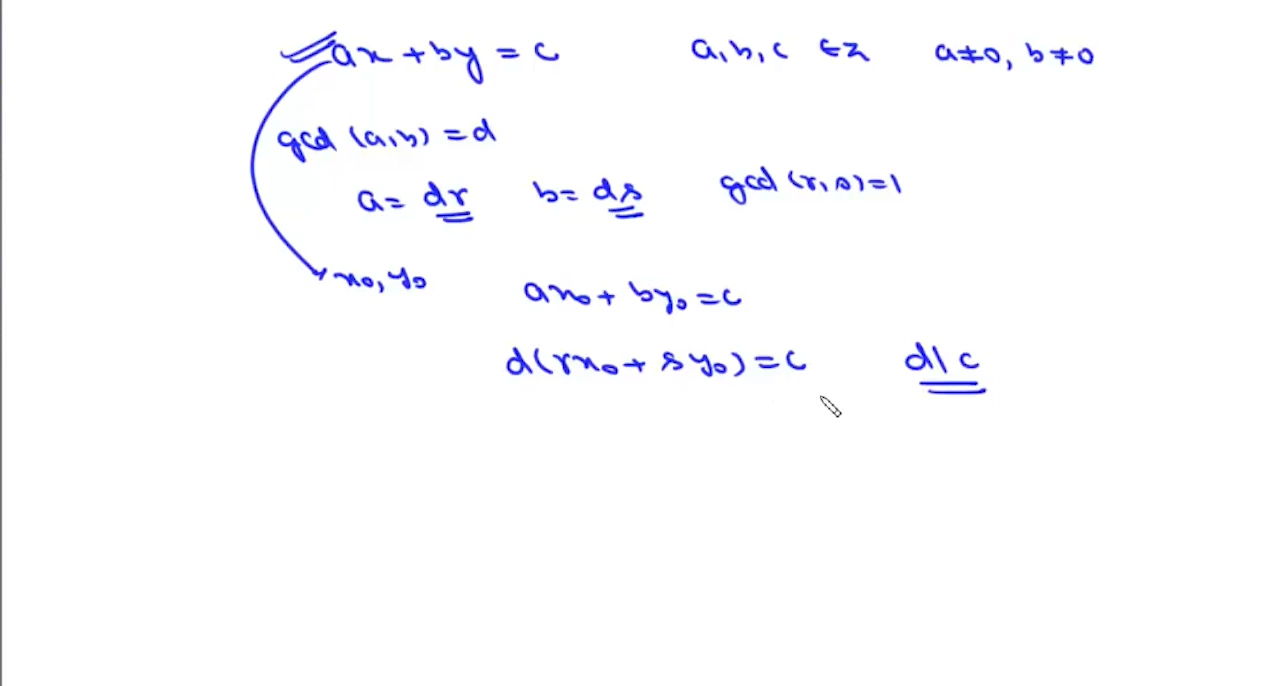 ax + by = c a, b, c ∈ Z a ≠ 0, b ≠ 0
gcd (a, b) = d
a = dr b = ds gcd (r, s) = 1
x₀, y₀ ax₀ + by₀ = c
d(rx₀ + sy₀) = c d | c